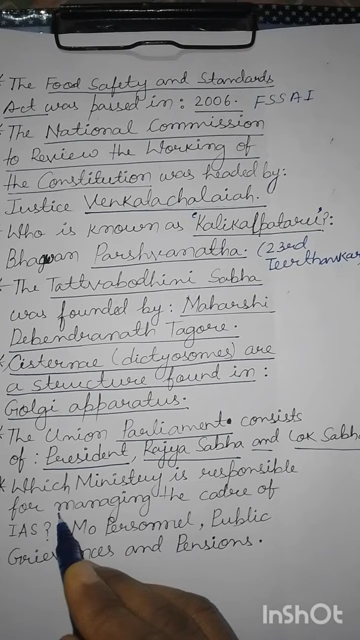 * The Food Safety and Standards
Act was passed in: 2006. FSSAI
* The National Commission
to Review the Working of
the Constitution was headed by:
Justice Venkalachalaiah.
Who is known as "Kalikalpataru"?:
Bhagwan Parshvanatha. (23rd
Teerthankar)
* The Tattvabodhini Sabha
was founded by: Maharshi
Debendranath Tagore.
* Cisternae (dictyosomes) are
a structure found in:
Golgi apparatus.
* The Union Parliament consists
of: President, Rajya Sabha and Lok Sabha
* Which Ministry is responsible
for managing the cadre of
IAS? Mo Personnel, Public
and Pensions.
InShOt